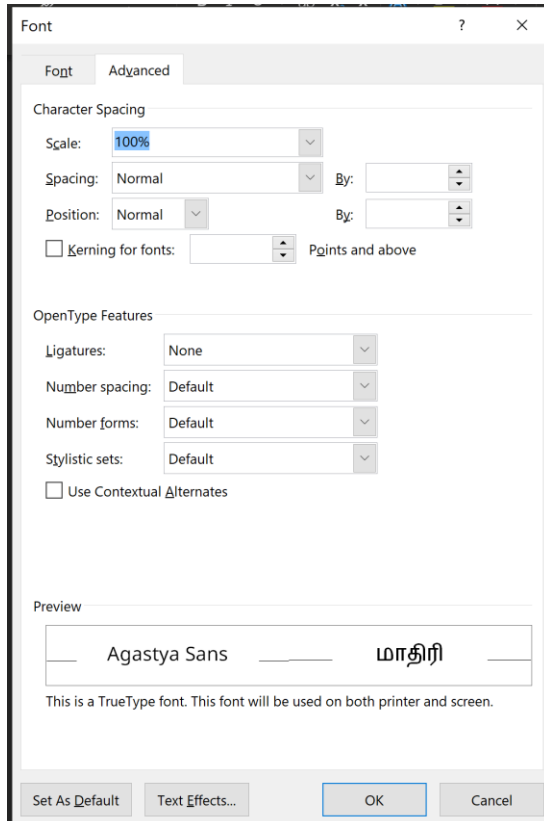 Font ?
Font Advanced
Character Spacing
Scale: 100%
Spacing: Normal By:
Position: Normal By:
Kerning for fonts: Points and above
OpenType Features
Ligatures: None
Number spacing: Default
Number forms: Default
Stylistic sets: Default
Use Contextual Alternates
Preview
Agastya Sans மாதிரி
This is a TrueType font. This font will be used on both printer and screen.
Set As Default Text Effects... OK Cancel